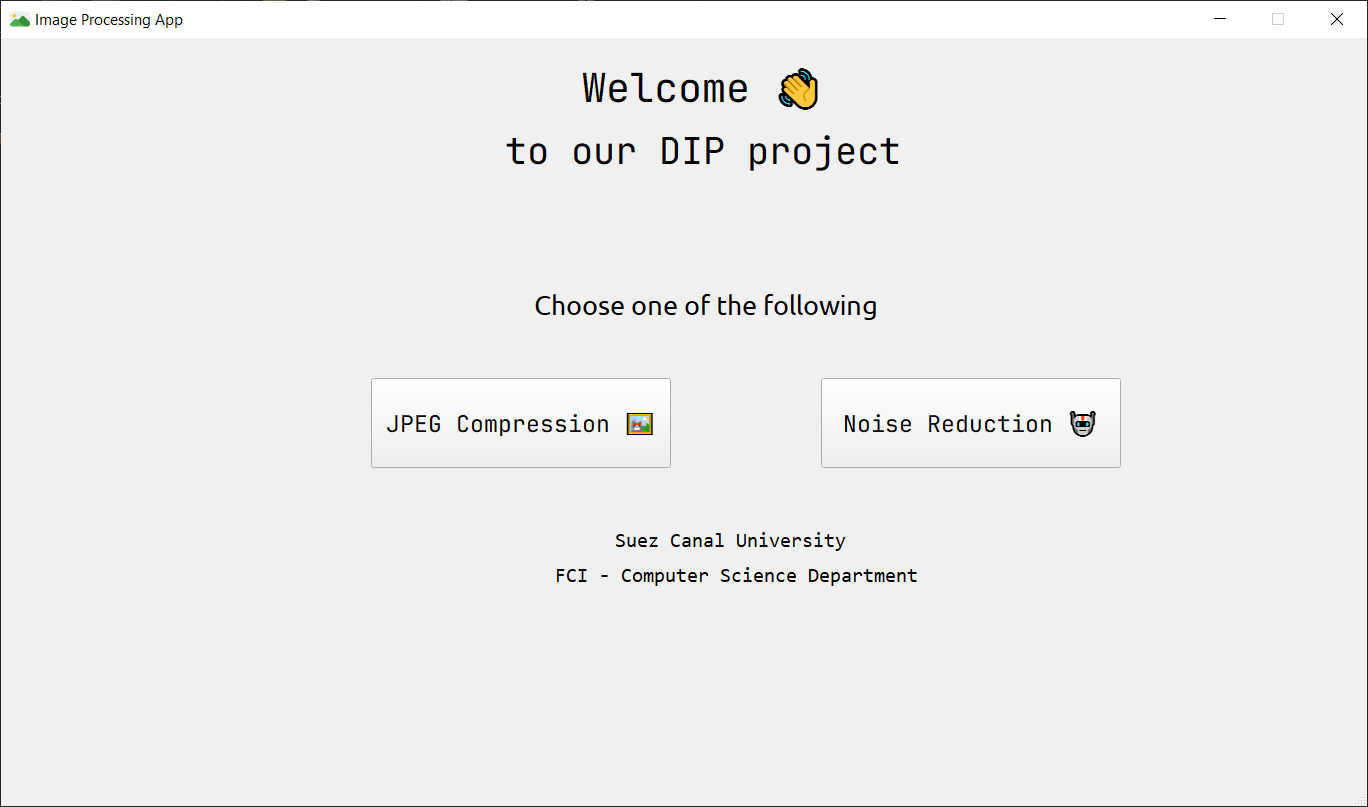 Image Processing App
Welcome 👋
to our DIP project
Choose one of the following
JPEG Compression 🖼️
Noise Reduction 🤖
Suez Canal University
FCI - Computer Science Department